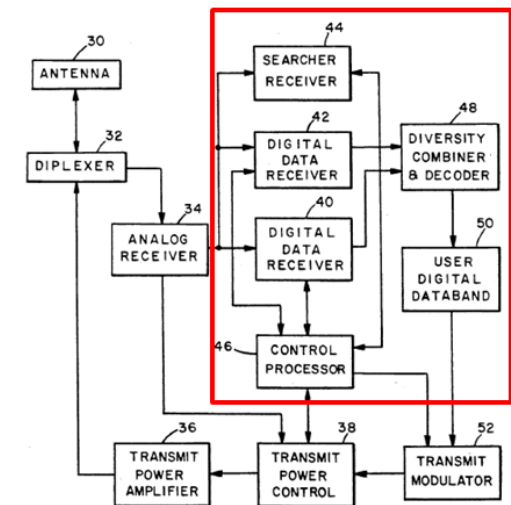 30
ANTENNA
32
DIPLEXER
34
ANALOG
RECEIVER
44
SEARCHER
RECEIVER
42
DIGITAL
DATA
RECEIVER
40
DIGITAL
DATA
RECEIVER
46
CONTROL
PROCESSOR
48
DIVERSITY
COMBINER
& DECODER
50
USER
DIGITAL
DATABAND
36
TRANSMIT
POWER
AMPLIFIER
38
TRANSMIT
POWER
CONTROL
52
TRANSMIT
MODULATOR